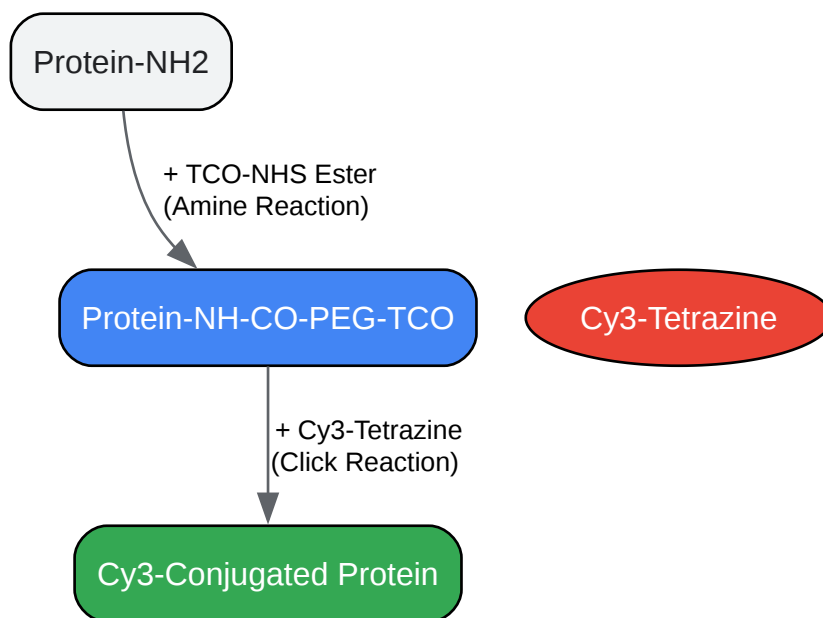 Protein-NH2
+ TCO-NHS Ester
(Amine Reaction)
Protein-NH-CO-PEG-TCO
Cy3-Tetrazine
+ Cy3-Tetrazine
(Click Reaction)
Cy3-Conjugated Protein